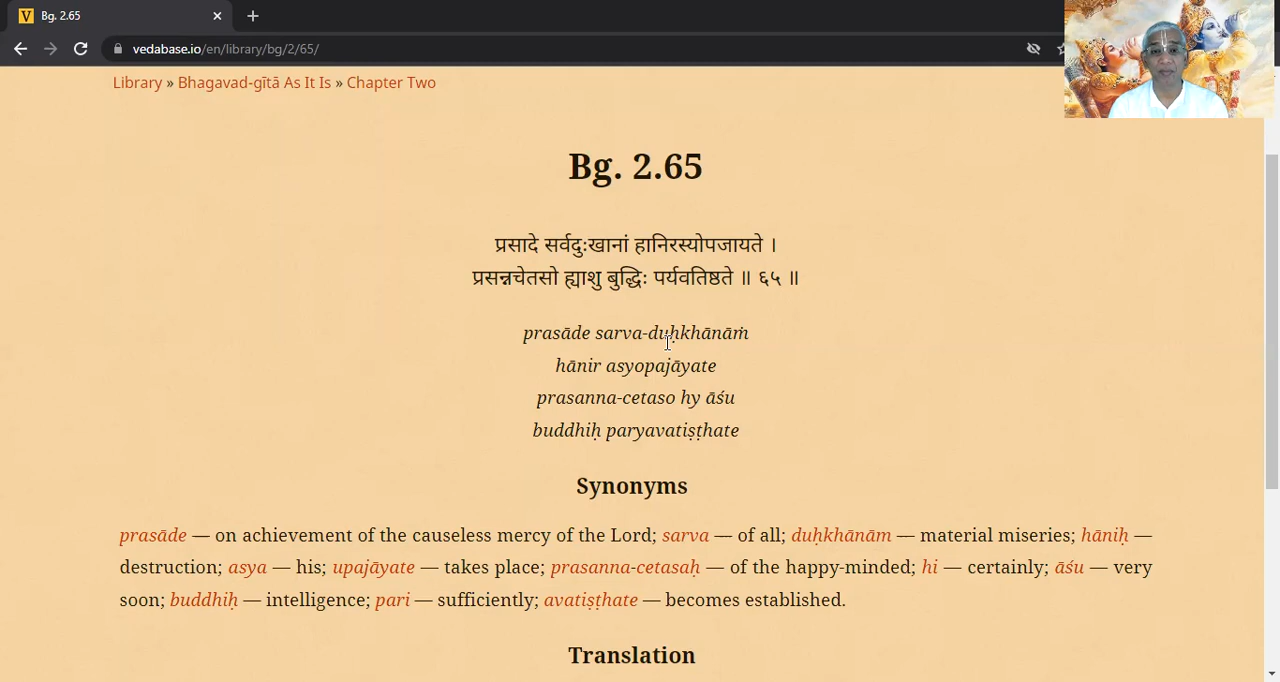 Bg. 2.65
vedabase.io/en/library/bg/2/65/
Library » Bhagavad-gītā As It Is » Chapter Two
Bg. 2.65
प्रसादे सर्वदुःखानां हानिरस्योपजायते ।
प्रसन्नचेतसो ह्याशु बुद्धिः पर्यवतिष्ठते ॥ ६५ ॥
prasāde sarva-duḥkhānāṁ
hānir asyopajāyate
prasanna-cetaso hy āśu
buddhiḥ paryavatiṣṭhate
Synonyms
prasāde — on achievement of the causeless mercy of the Lord; sarva — of all; duḥkhānām — material miseries; hāniḥ —
destruction; asya — his; upajāyate — takes place; prasanna-cetasaḥ — of the happy-minded; hi — certainly; āśu — very
soon; buddhiḥ — intelligence; pari — sufficiently; avatiṣṭhate — becomes established.
Translation